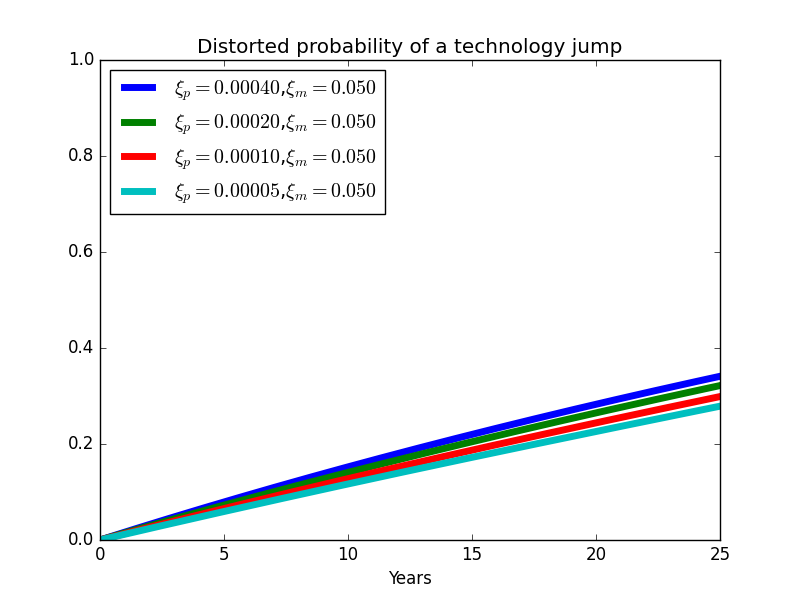 Distorted probability of a technology jump
1.0
0.8
0.6
0.4
0.2
0.0
ξₚ = 0.00040,ξₘ = 0.050
ξₚ = 0.00020,ξₘ = 0.050
ξₚ = 0.00010,ξₘ = 0.050
ξₚ = 0.00005,ξₘ = 0.050
0 5 10 15 20 25
Years